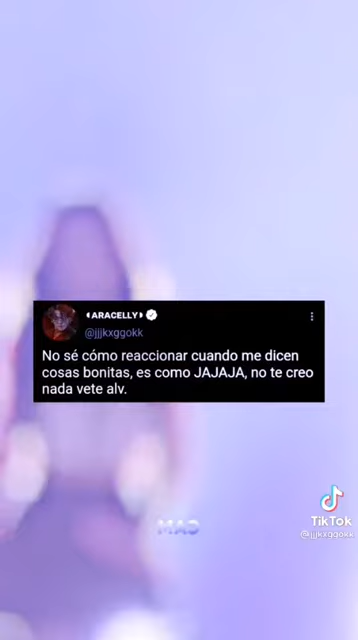 ARACELLY
@jjjkxggokk
No sé cómo reaccionar cuando me dicen
cosas bonitas, es como JAJAJA, no te creo
nada vete alv.
TikTok
@jjjkxggokk